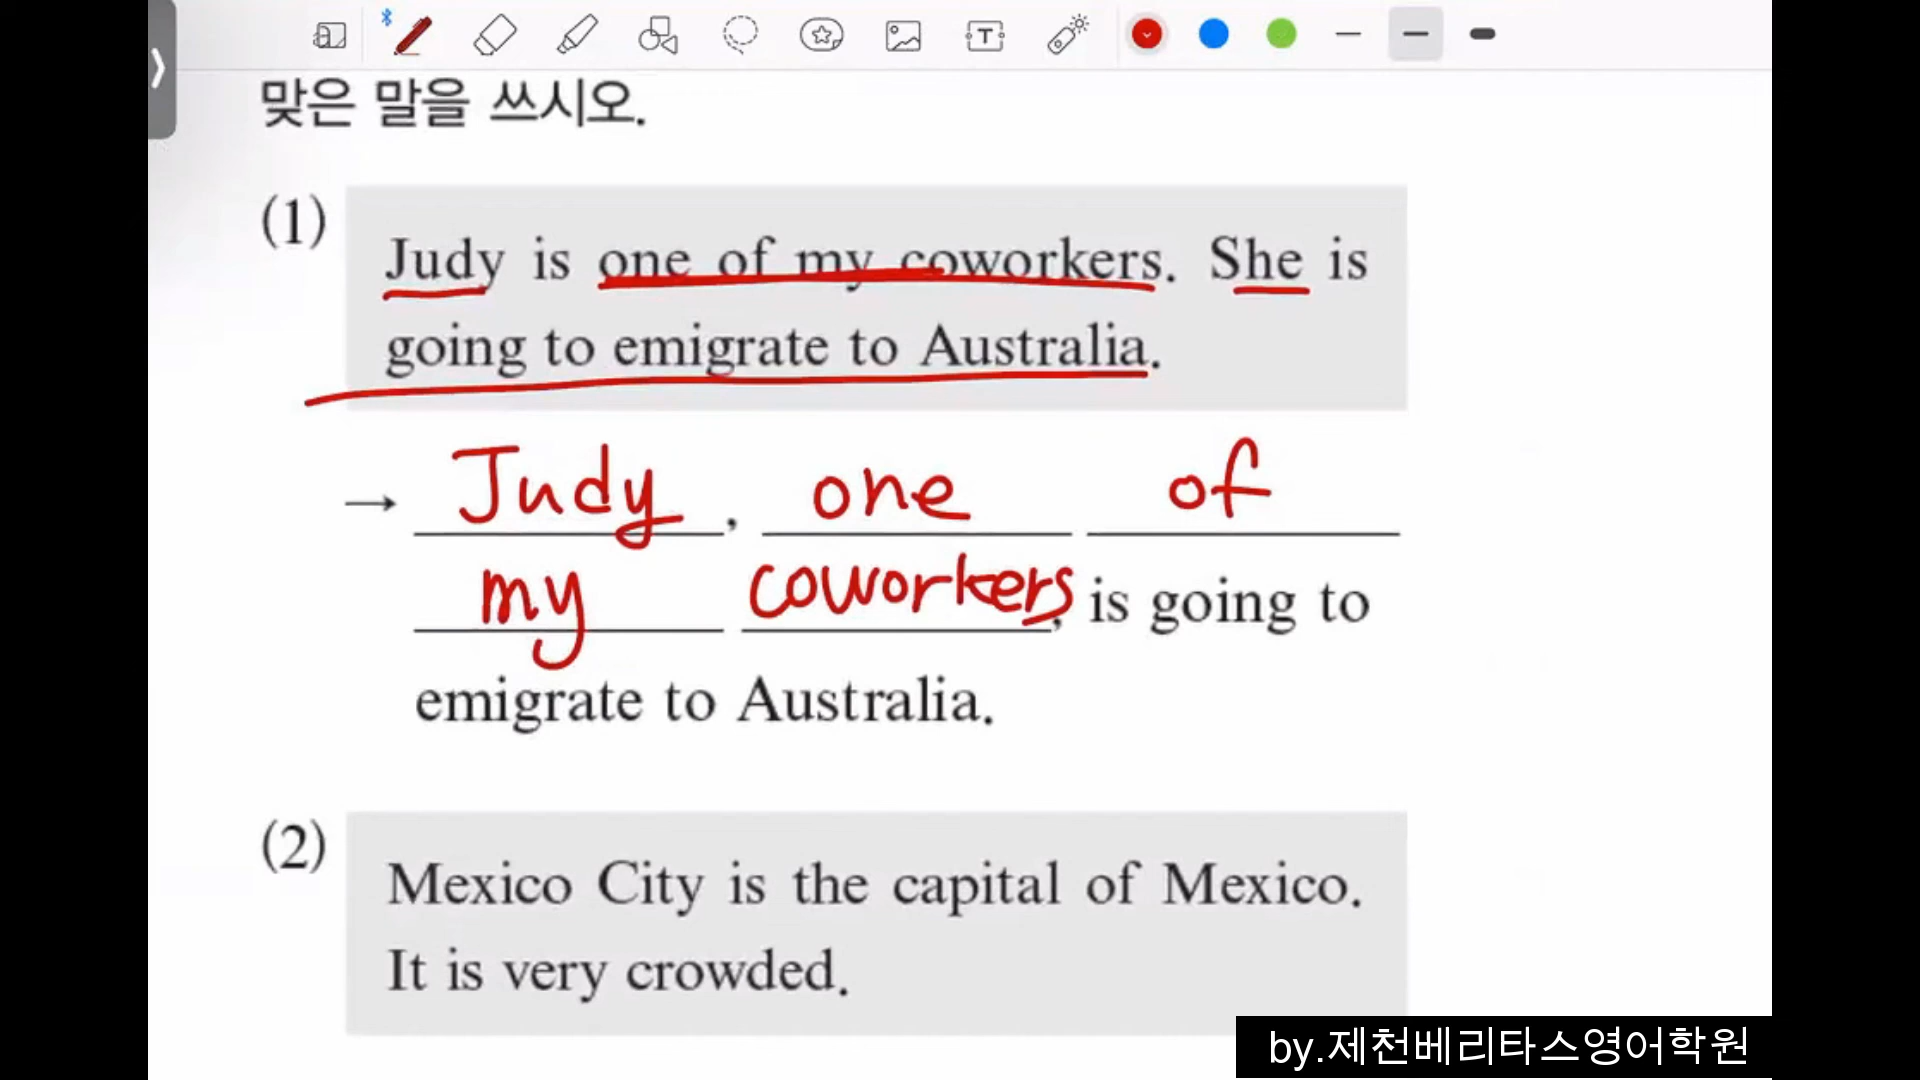 맞은 말을 쓰시오.
(1) Judy is one of my coworkers. She is
going to emigrate to Australia.
→ Judy, one of
my coworkers, is going to
emigrate to Australia.
(2) Mexico City is the capital of Mexico.
It is very crowded.
by.제천베리타스영어학원